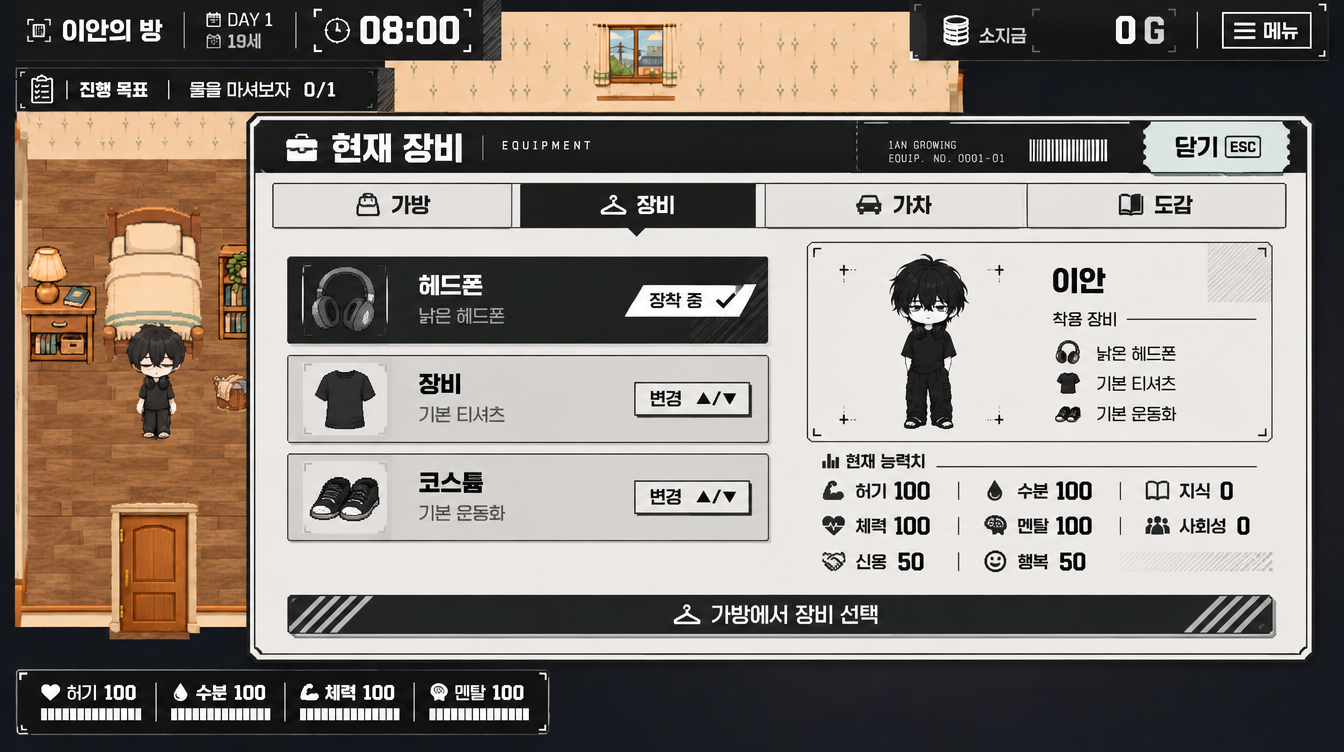 이안의 방
DAY 1
19세
08:00
소지금
0 G
메뉴
진행 목표
물을 마셔보자 0/1
현재 장비
EQUIPMENT
1AN GROWING
EQUIP. NO. 0001-01
닫기 ESC
가방
장비
가차
도감
헤드폰
낡은 헤드폰
장착 중
장비
기본 티셔츠
변경 ▲/▼
코스튬
기본 운동화
변경 ▲/▼
이안
착용 장비
낡은 헤드폰
기본 티셔츠
기본 운동화
현재 능력치
허기 100
수분 100
지식 0
체력 100
멘탈 100
사회성 0
신용 50
행복 50
가방에서 장비 선택
허기 100
수분 100
체력 100
멘탈 100